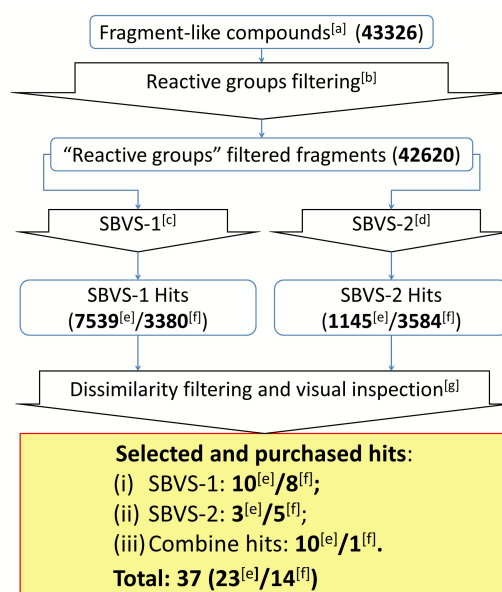 Fragment-like compounds[a] (43326)
Reactive groups filtering[b]
“Reactive groups” filtered fragments (42620)
SBVS-1[c]
SBVS-2[d]
SBVS-1 Hits
(7539[e]/3380[f])
SBVS-2 Hits
(1145[e]/3584[f])
Dissimilarity filtering and visual inspection[g]
Selected and purchased hits:
(i) SBVS-1: 10[e]/8[f];
(ii) SBVS-2: 3[e]/5[f];
(iii) Combine hits: 10[e]/1[f].
Total: 37 (23[e]/14[f])